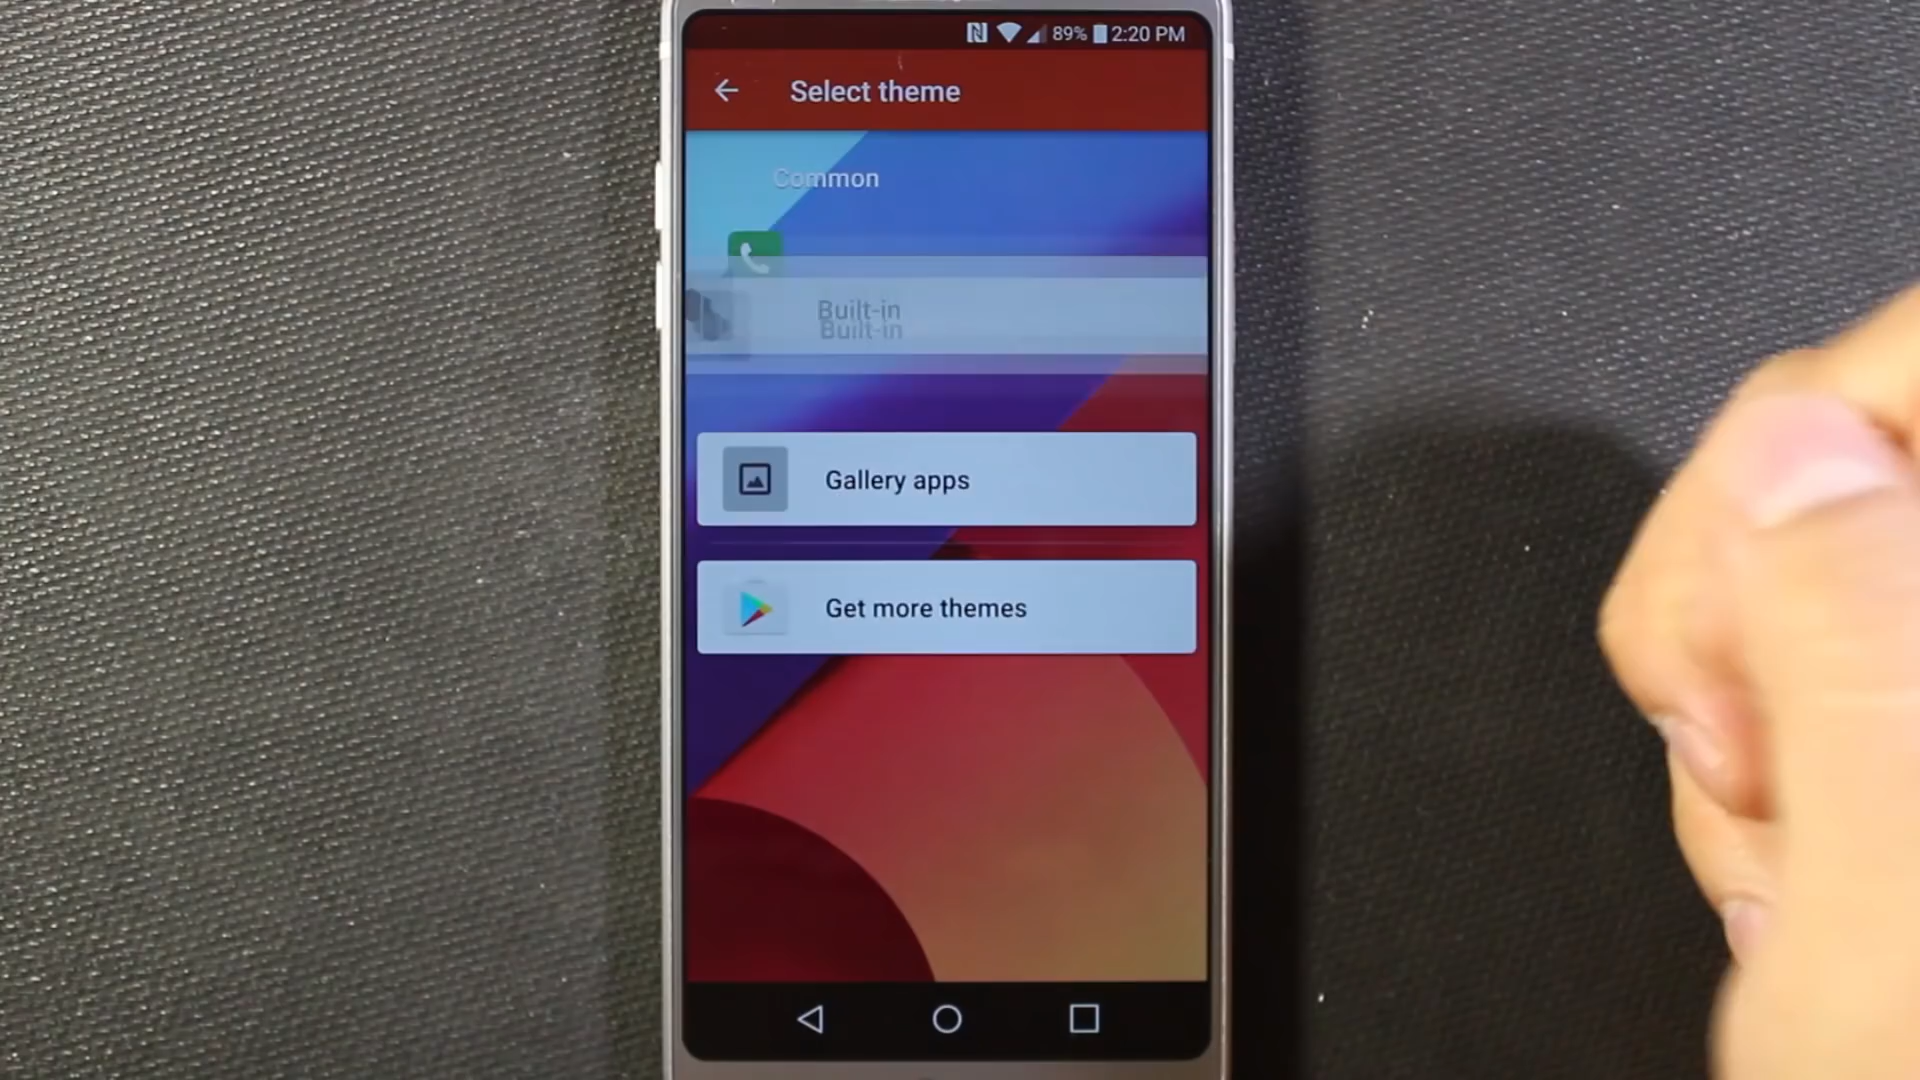 89% 2:20 PM
Select theme
Common
Built-in
Built-in
Gallery apps
Get more themes